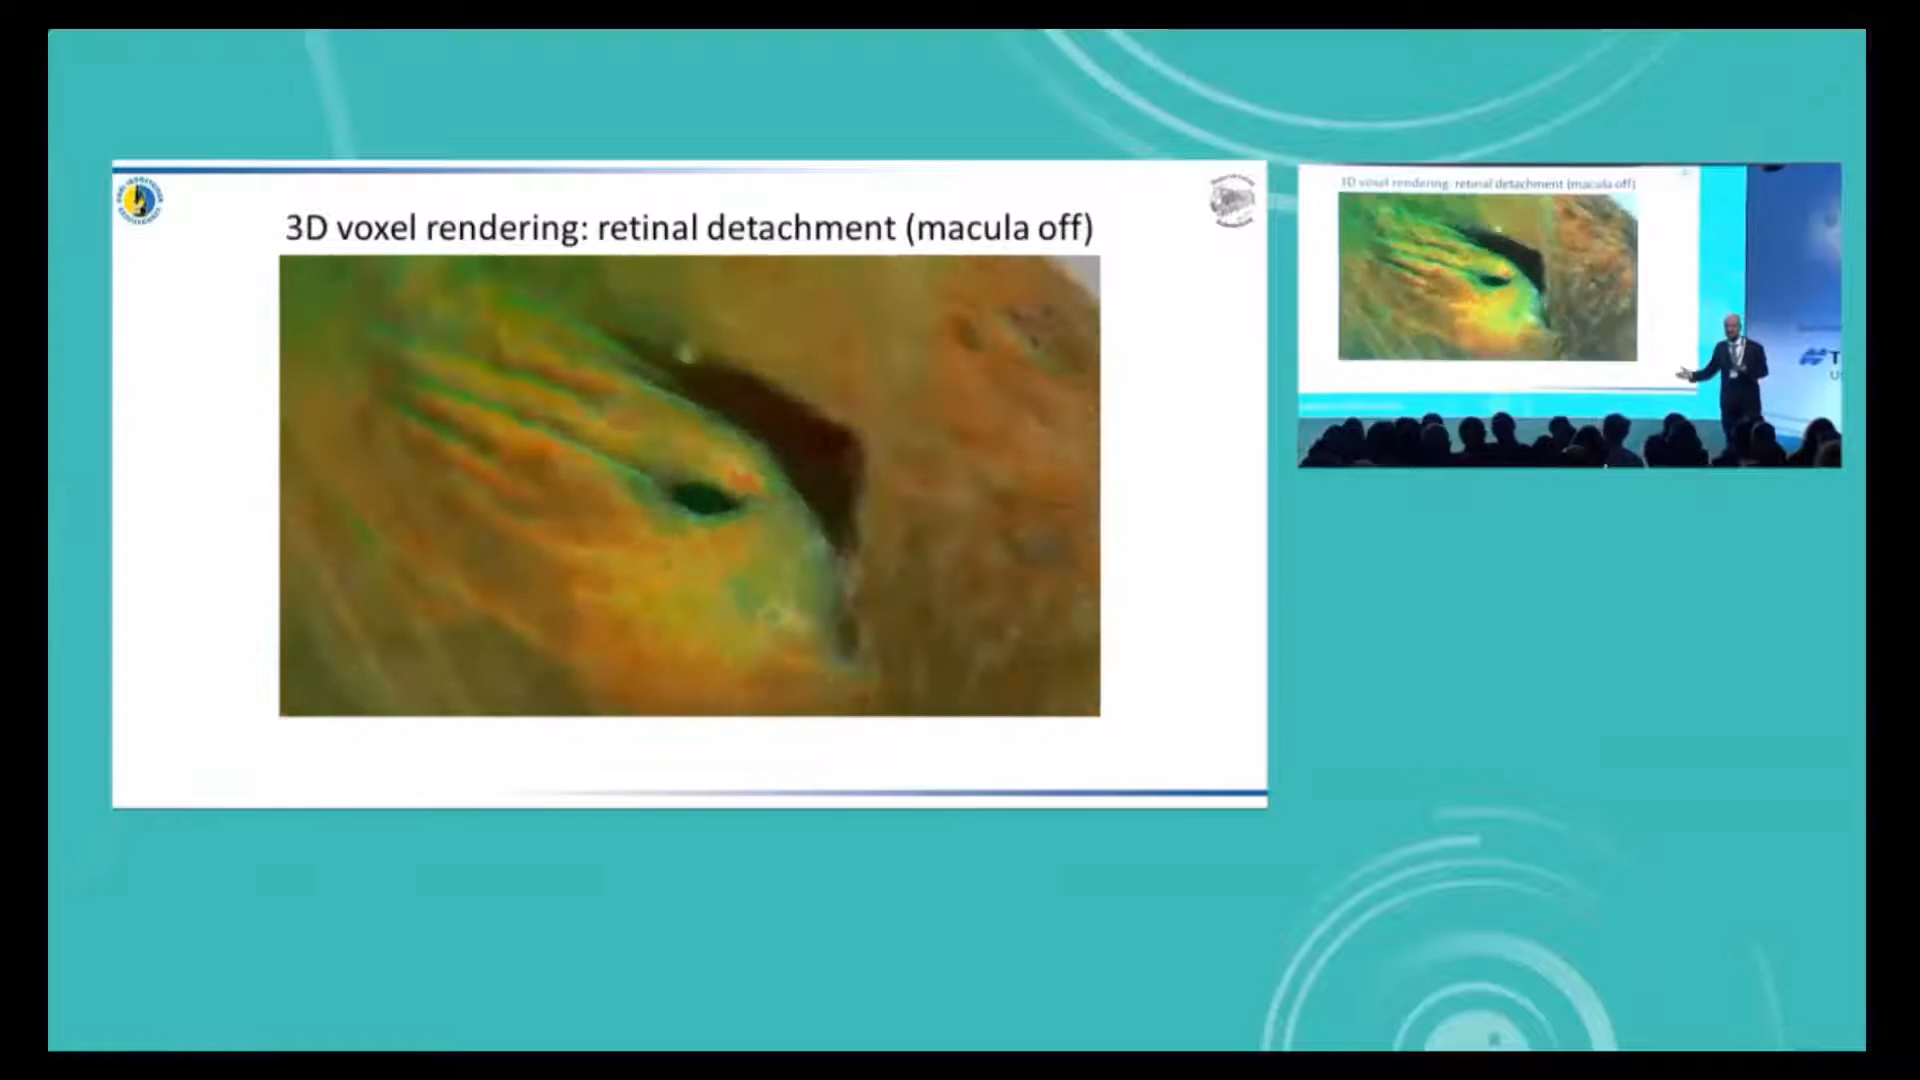 3D voxel rendering: retinal detachment (macula off)
3D voxel rendering: retinal detachment (macula off)